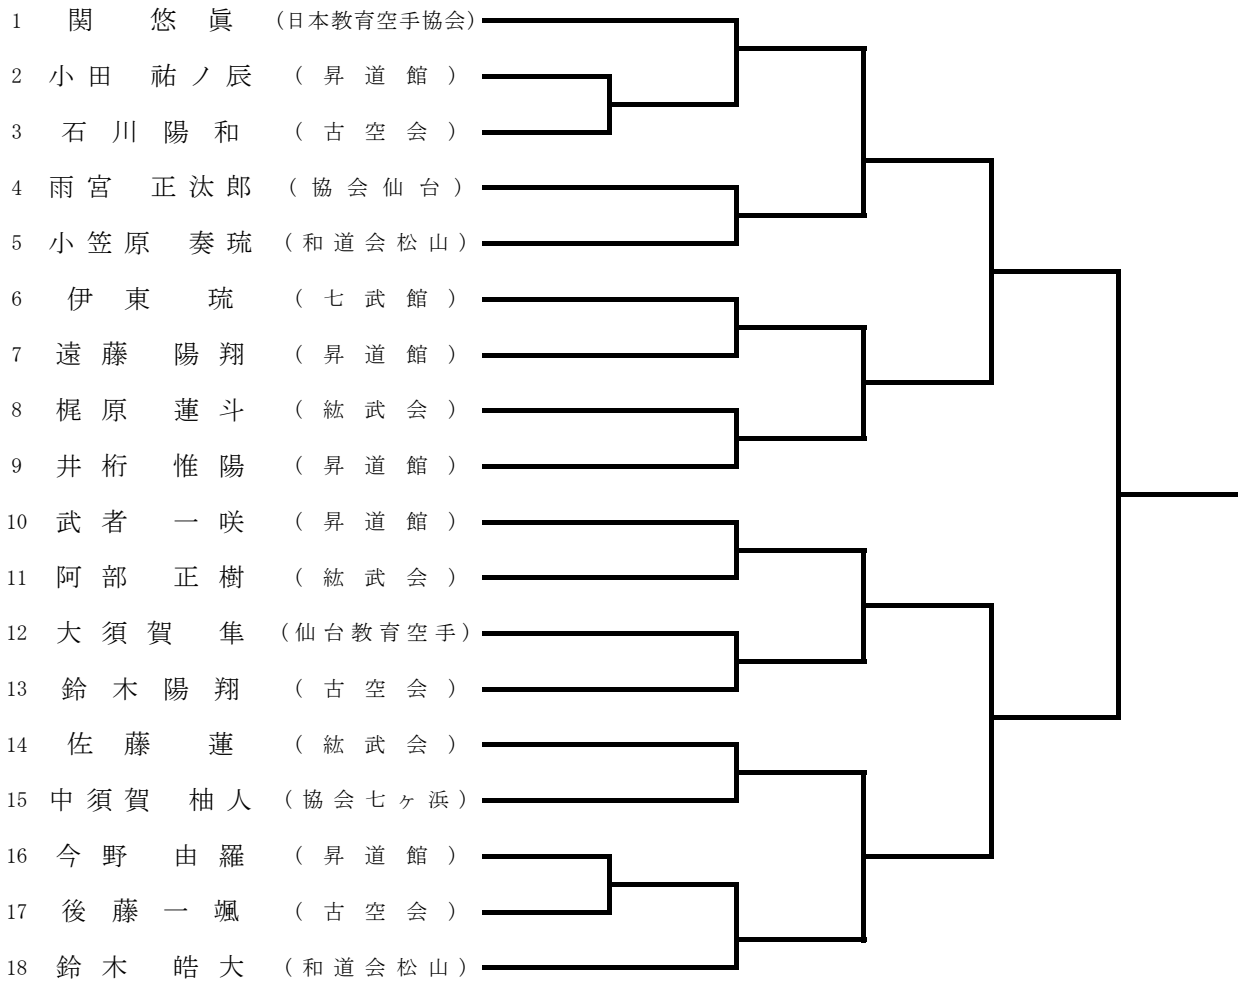 1 関 悠 眞 (日本教育空手協会)
2 小田 祐ノ辰 (昇道館)
3 石川陽和 (古空会)
4 雨宮 正汰郎 (協会仙台)
5 小笠原 奏琉 (和道会松山)
6 伊東 琉 (七武館)
7 遠藤 陽翔 (昇道館)
8 梶原 蓮斗 (紘武会)
9 井桁 惟陽 (昇道館)
10 武者 一咲 (昇道館)
11 阿部 正樹 (紘武会)
12 大須賀 隼 (仙台教育空手)
13 鈴木陽翔 (古空会)
14 佐藤 蓮 (紘武会)
15 中須賀 柚人 (協会七ヶ浜)
16 今野 由羅 (昇道館)
17 後藤一颯 (古空会)
18 鈴木 皓大 (和道会松山)